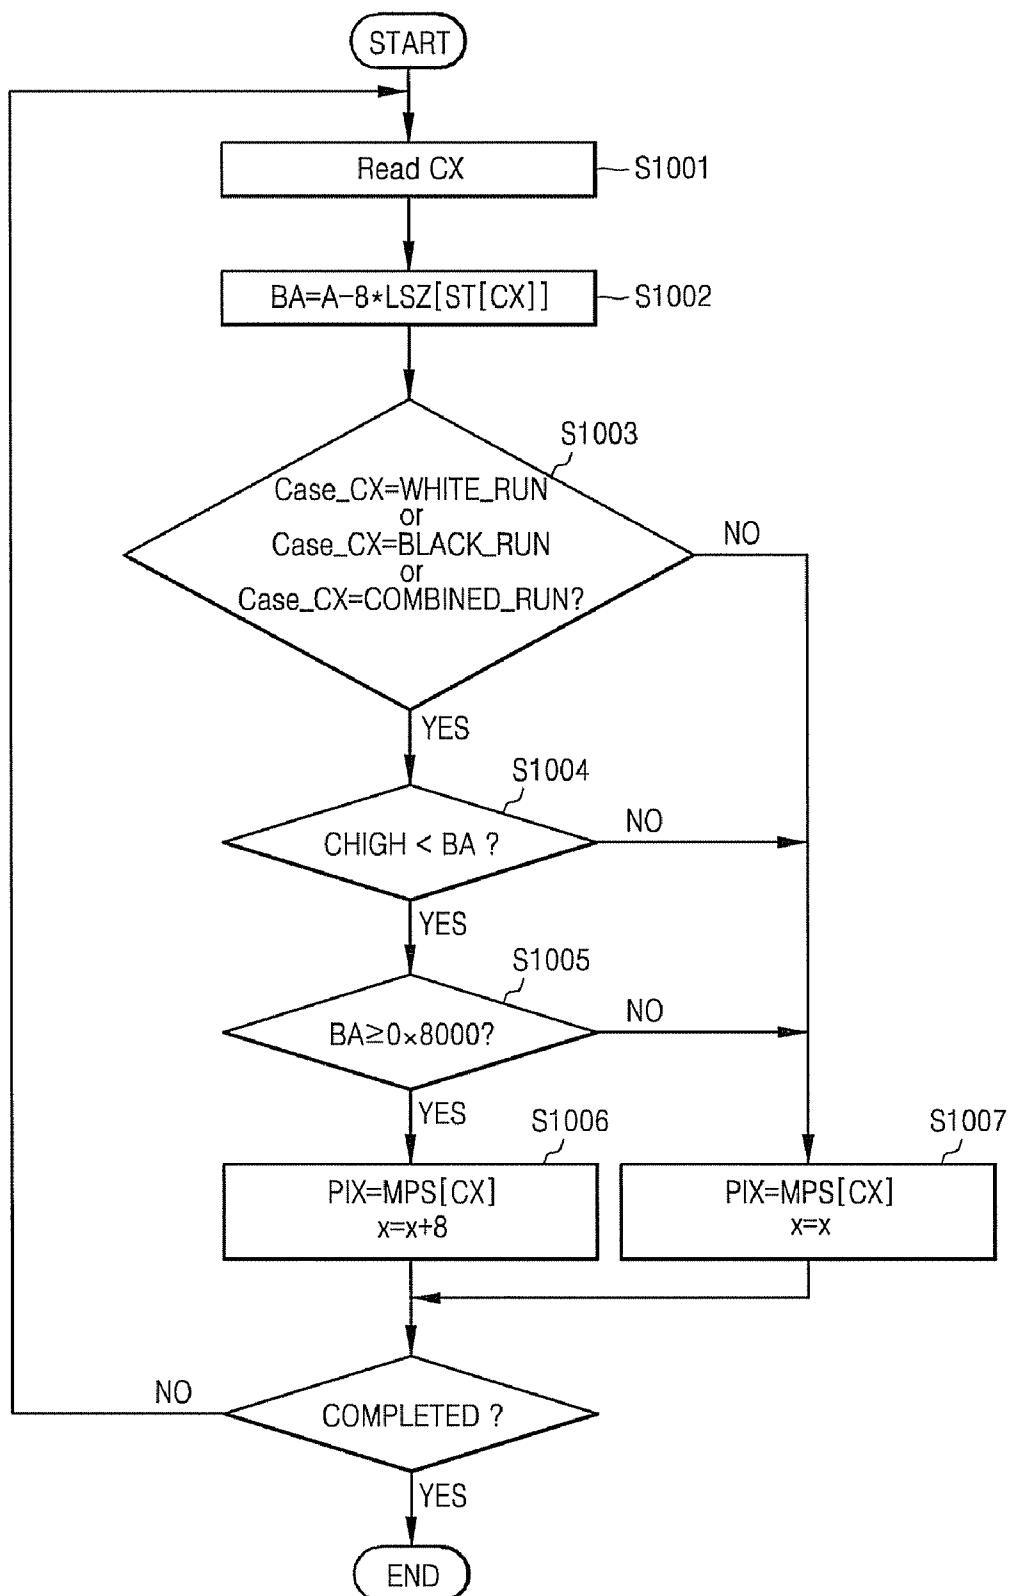 START
Read CX
S1001
BA=A-8*LSZ[ST[CX]]
S1002
S1003
Case_CX=WHITE_RUN
or
Case_CX=BLACK_RUN
or
Case_CX=COMBINED_RUN?
NO
YES
S1004
CHIGH < BA ?
NO
YES
S1005
BA≧0×8000?
NO
YES
S1006
PIX=MPS[CX]
x=x+8
S1007
PIX=MPS[CX]
x=x
NO
COMPLETED ?
YES
END